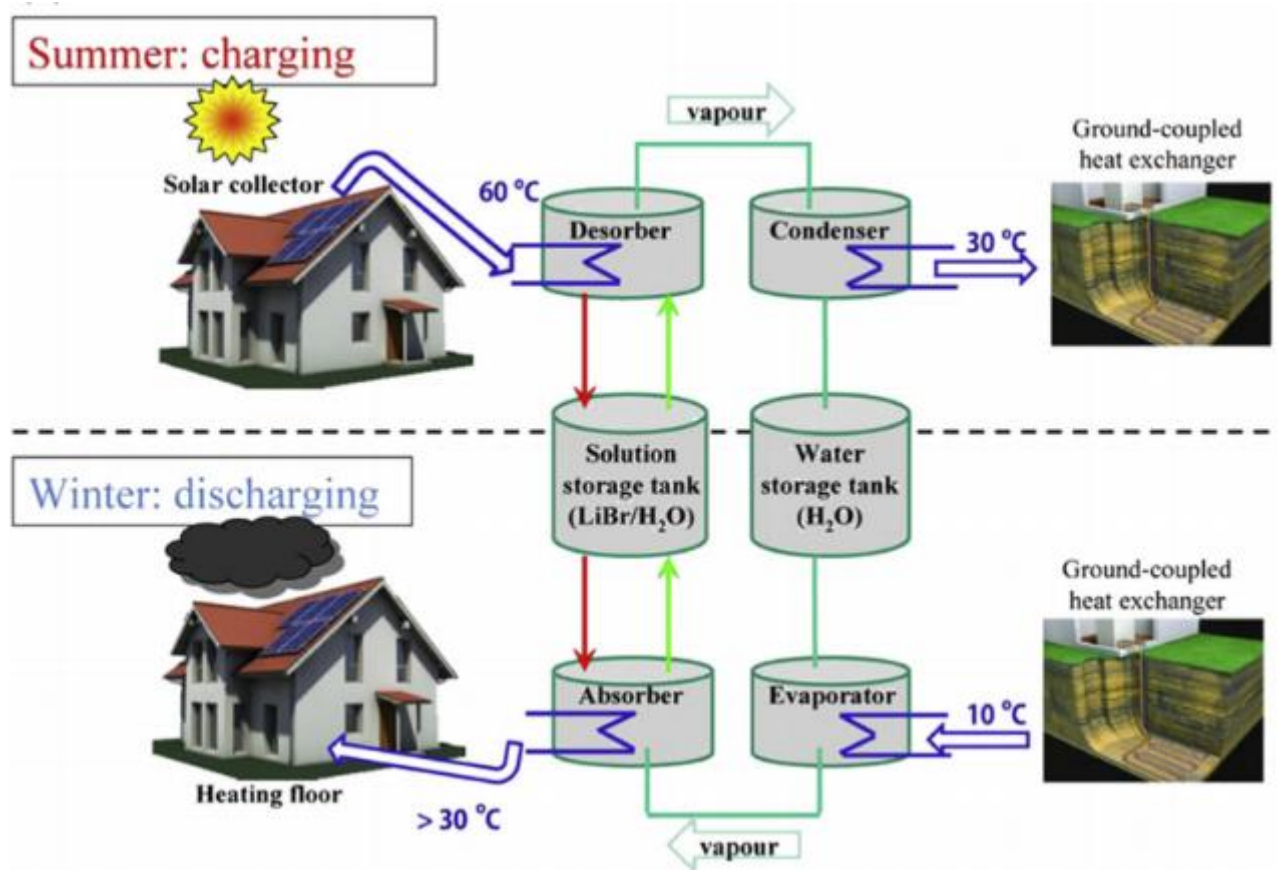 Summer: charging
vapour
Ground-coupled
heat exchanger
Solar collector
60 °C
Desorber
Condenser
30 °C
Solution
storage tank
(LiBr/H₂O)
Water
storage tank
(H₂O)
Winter: discharging
Ground-coupled
heat exchanger
Absorber
Evaporator
10 °C
Heating floor
> 30 °C
vapour